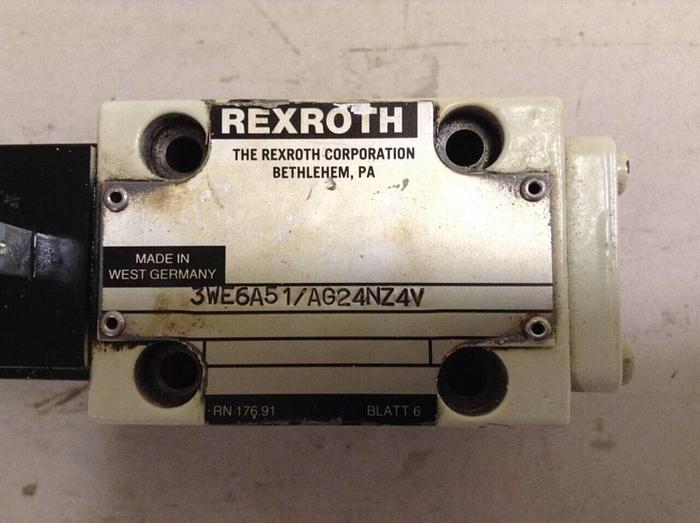 REXROTH
THE REXROTH CORPORATION
BETHLEHEM, PA
MADE IN
WEST GERMANY
3WE6A51/AG24NZ4V
RN 176.91 BLATT 6